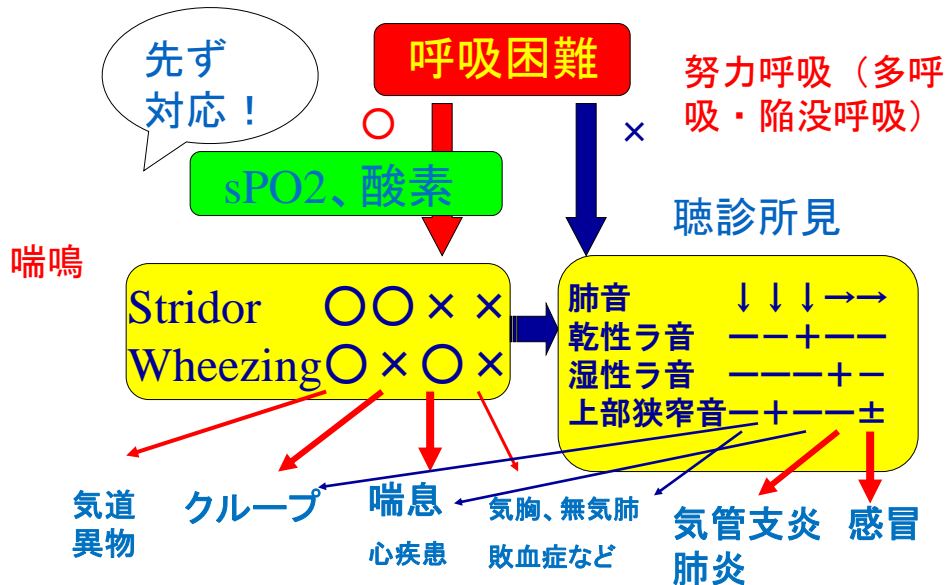 先ず
対応！
呼吸困難
努力呼吸（多呼
吸・陥没呼吸）
○
×
sPO2、酸素
聴診所見
喘鳴
Stridor ○○××
Wheezing○×○×
肺音 ↓↓↓→→
乾性ラ音 ーー＋ーー
湿性ラ音 ーーー＋－
上部狭窄音ー＋ーー±
気道
異物
クループ
喘息
心疾患
気胸、無気肺
敗血症など
気管支炎
肺炎
感冒